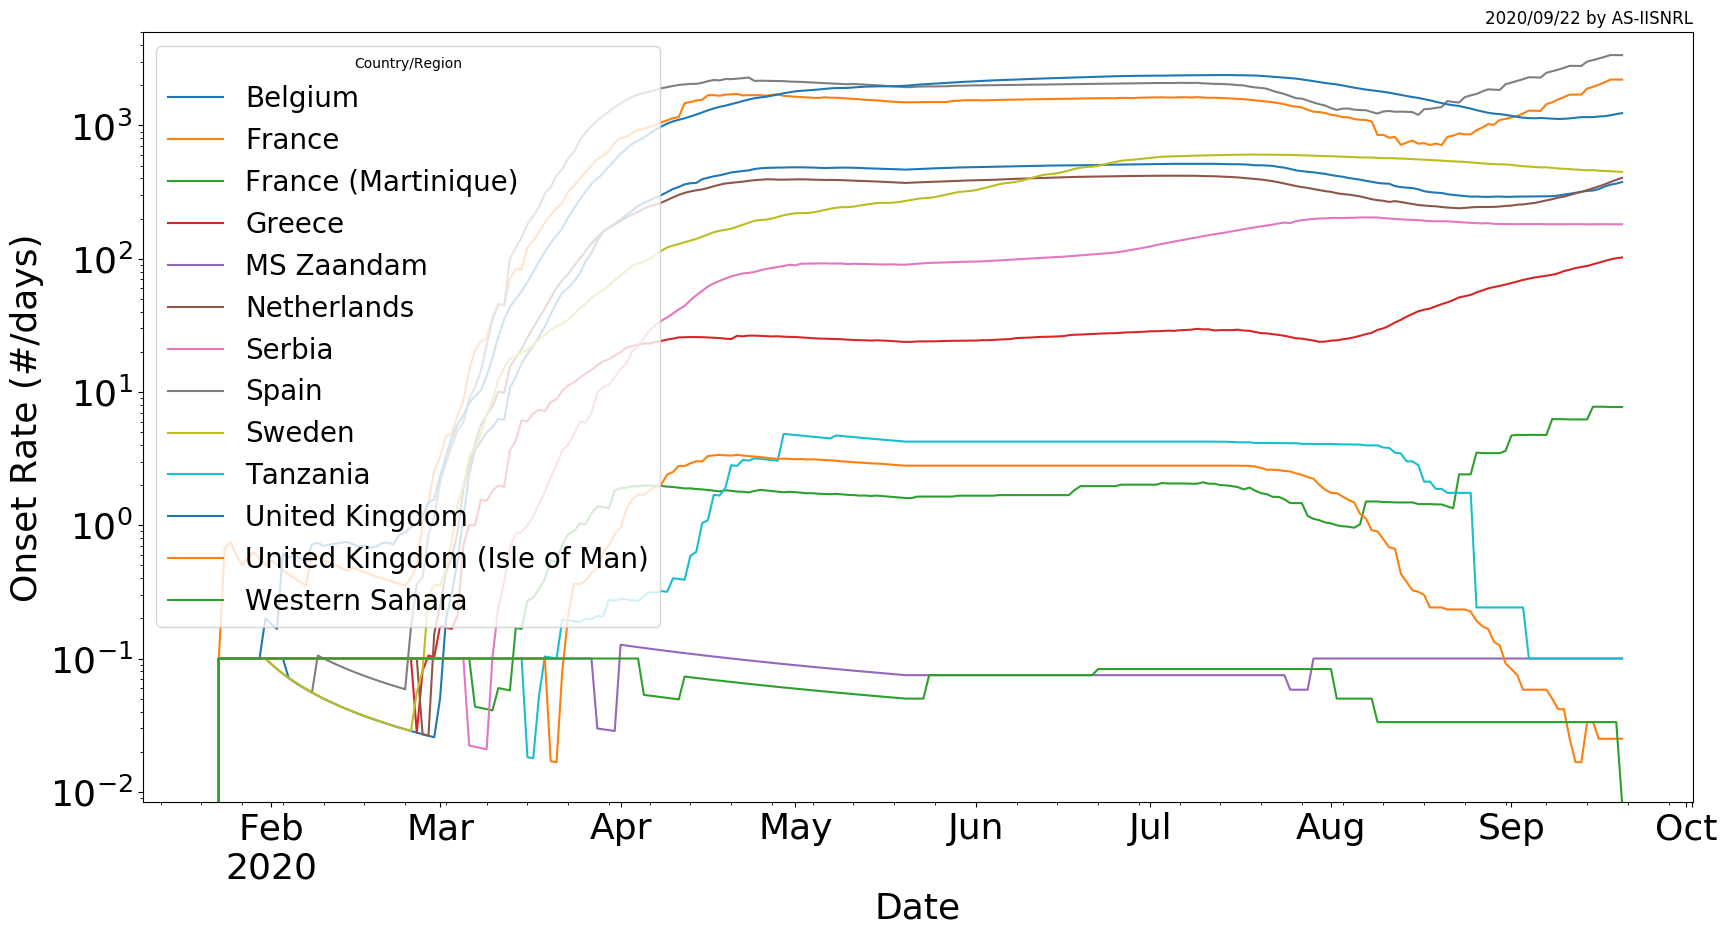 2020/09/22 by AS-IISNRL
Country/Region
Belgium
France
France (Martinique)
Greece
MS Zaandam
Netherlands
Serbia
Spain
Sweden
Tanzania
United Kingdom
United Kingdom (Isle of Man)
Western Sahara
Onset Rate (#/days)
10³
10²
10¹
10⁰
10⁻¹
10⁻²
Feb Mar Apr May Jun Jul Aug Sep Oct
2020
Date